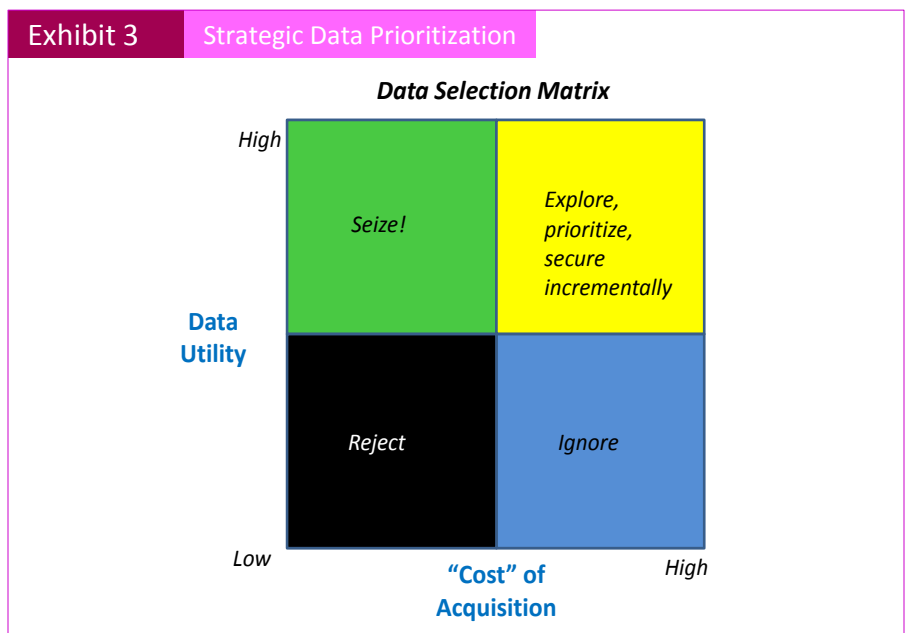 Exhibit 3
Strategic Data Prioritization
Data Selection Matrix
High
Seize!
Explore,
prioritize,
secure
incrementally
Data
Utility
Reject
Ignore
Low
“Cost” of
Acquisition
High